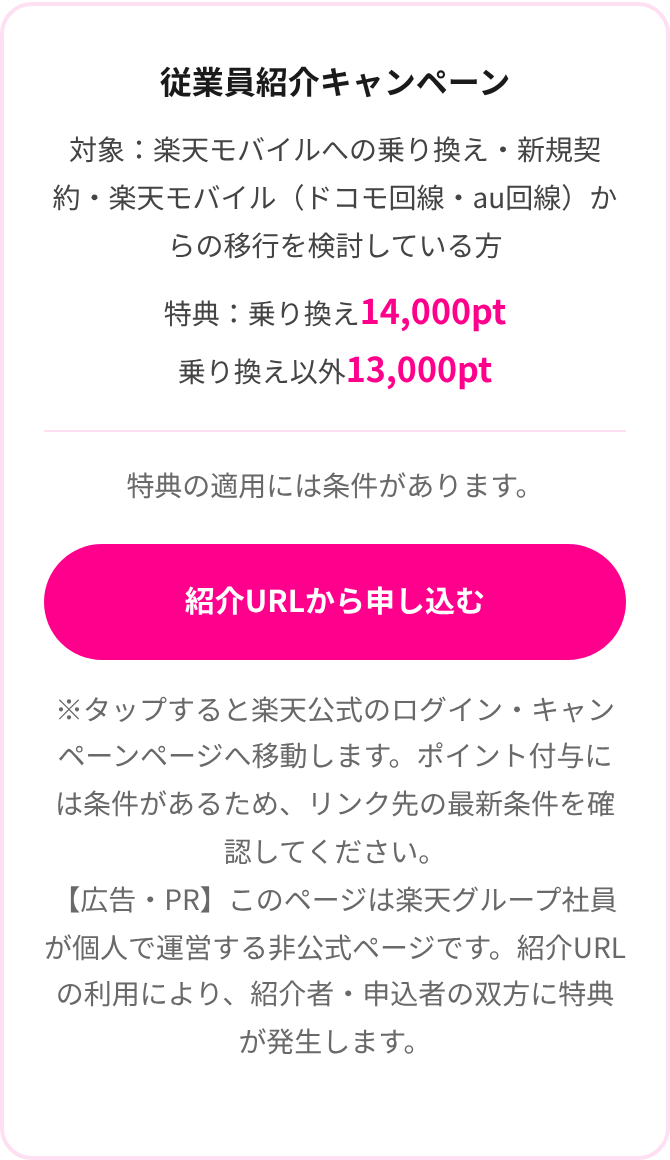 従業員紹介キャンペーン
対象：楽天モバイルへの乗り換え・新規契
約・楽天モバイル（ドコモ回線・au回線）か
らの移行を検討している方
特典：乗り換え14,000pt
乗り換え以外13,000pt
特典の適用には条件があります。
紹介URLから申し込む
※タップすると楽天公式のログイン・キャン
ペーンページへ移動します。ポイント付与に
は条件があるため、リンク先の最新条件を確
認してください。
【広告・PR】このページは楽天グループ社員
が個人で運営する非公式ページです。紹介URL
の利用により、紹介者・申込者の双方に特典
が発生します。